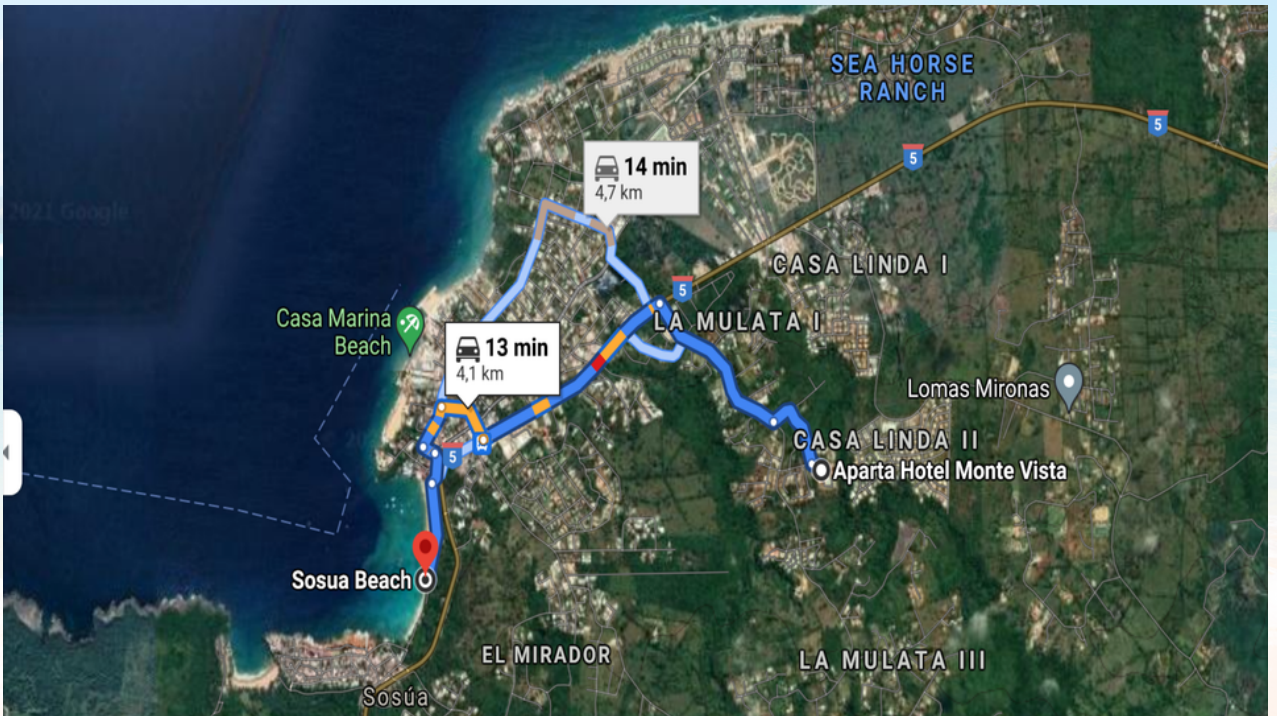 SEA HORSE
RANCH
5
5
14 min
4,7 km
2021 Google
CASA LINDA I
5
Casa Marina
Beach
LA MULATA I
13 min
4,1 km
Lomas Mironas
CASA LINDA II
5
Aparta Hotel Monte Vista
Sosua Beach
EL MIRADOR
LA MULATA III
Sosúa